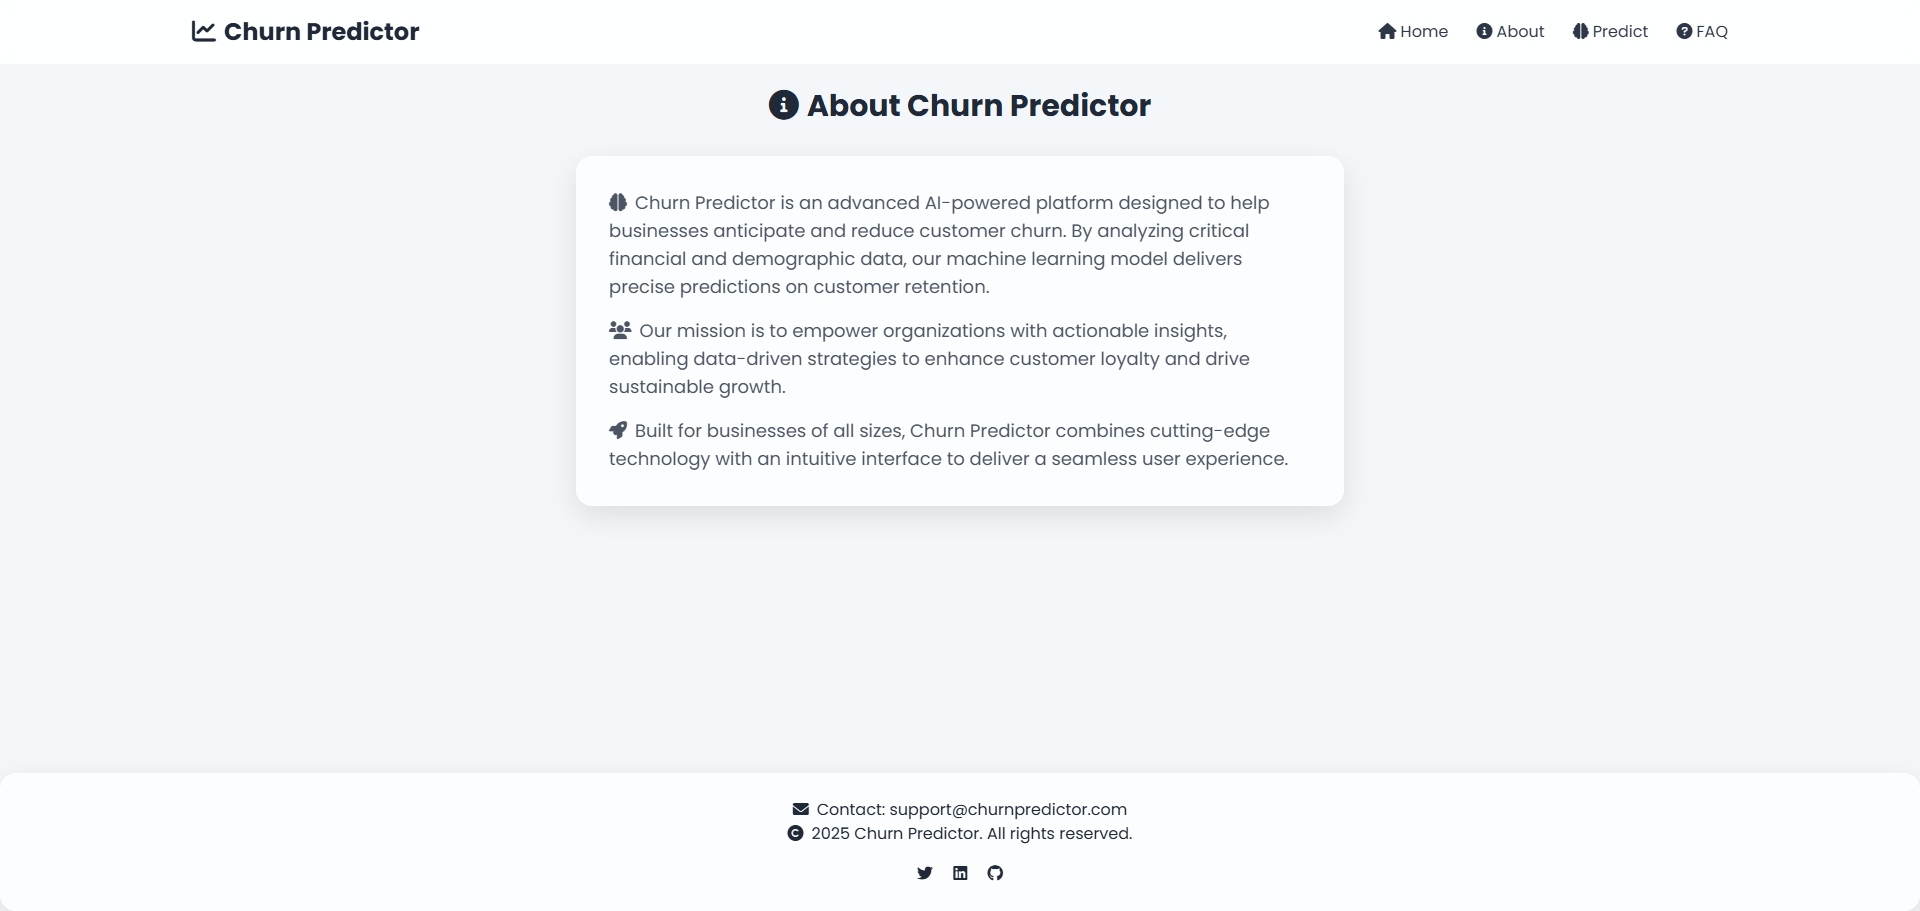 Churn Predictor
Home
About
Predict
FAQ
About Churn Predictor
Churn Predictor is an advanced AI-powered platform designed to help
businesses anticipate and reduce customer churn. By analyzing critical
financial and demographic data, our machine learning model delivers
precise predictions on customer retention.
Our mission is to empower organizations with actionable insights,
enabling data-driven strategies to enhance customer loyalty and drive
sustainable growth.
Built for businesses of all sizes, Churn Predictor combines cutting-edge
technology with an intuitive interface to deliver a seamless user experience.
Contact: support@churnpredictor.com
2025 Churn Predictor. All rights reserved.